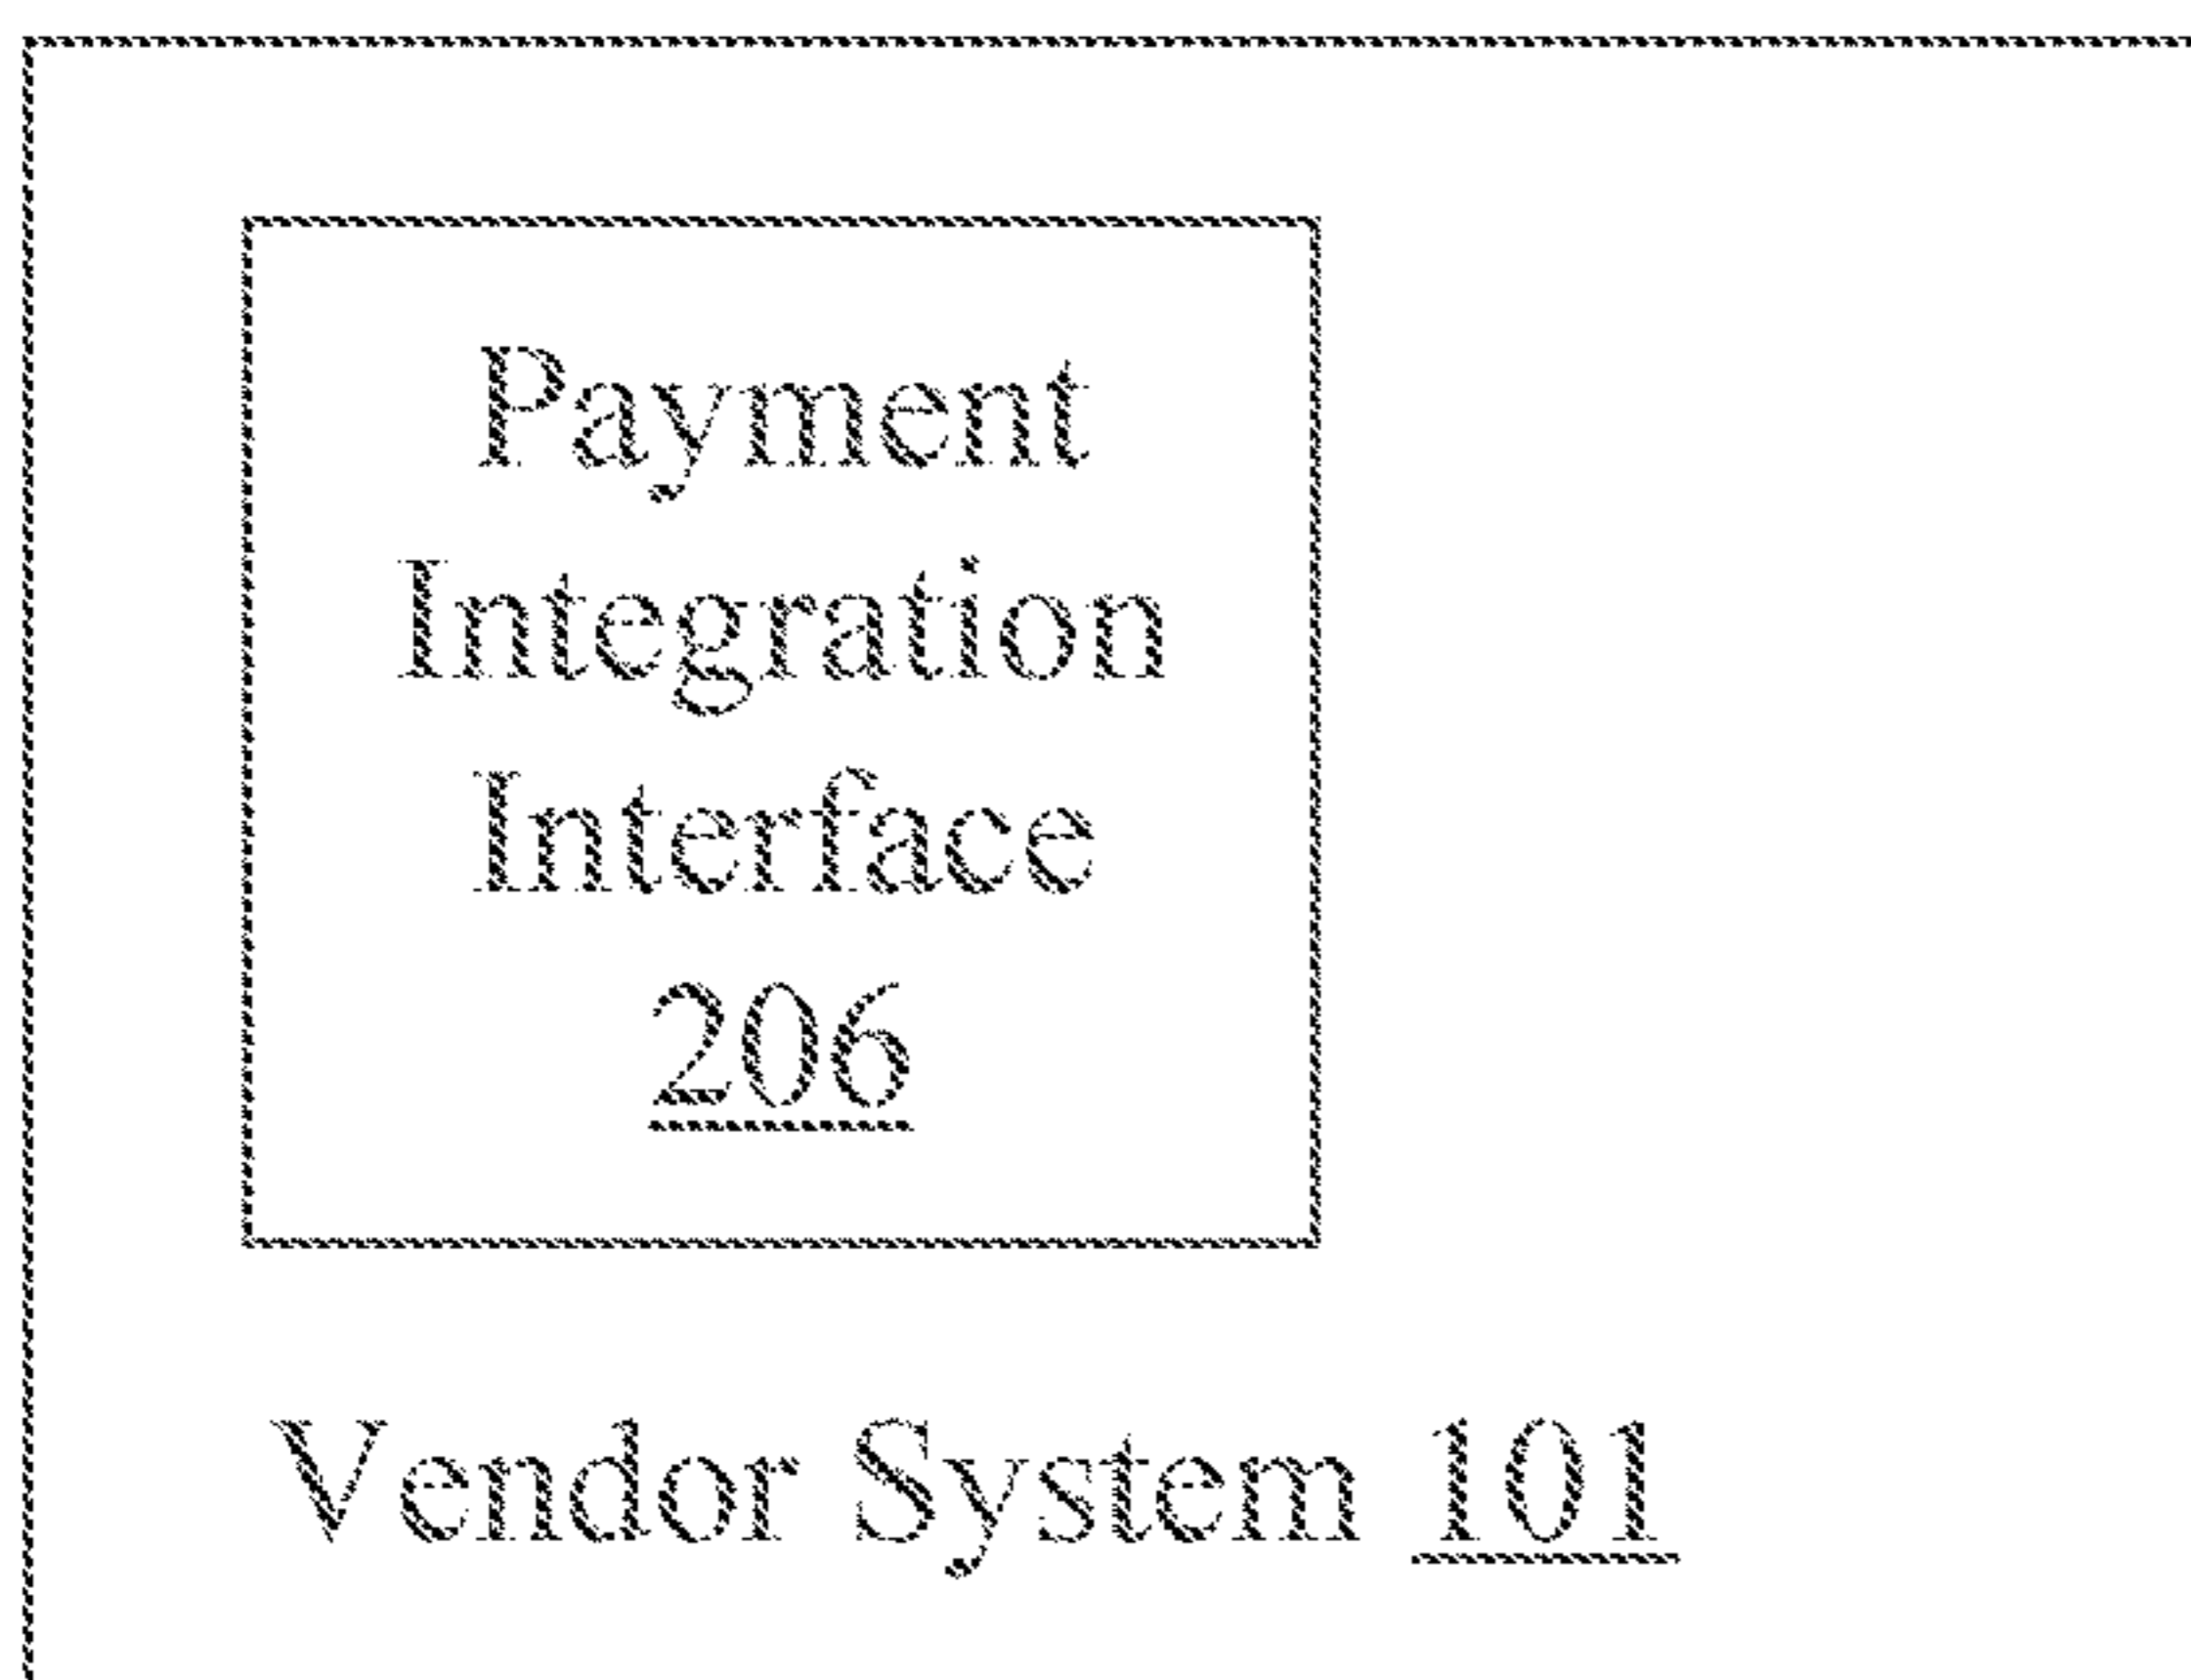 Payment
Integration
Interface
206
Vendor System 101